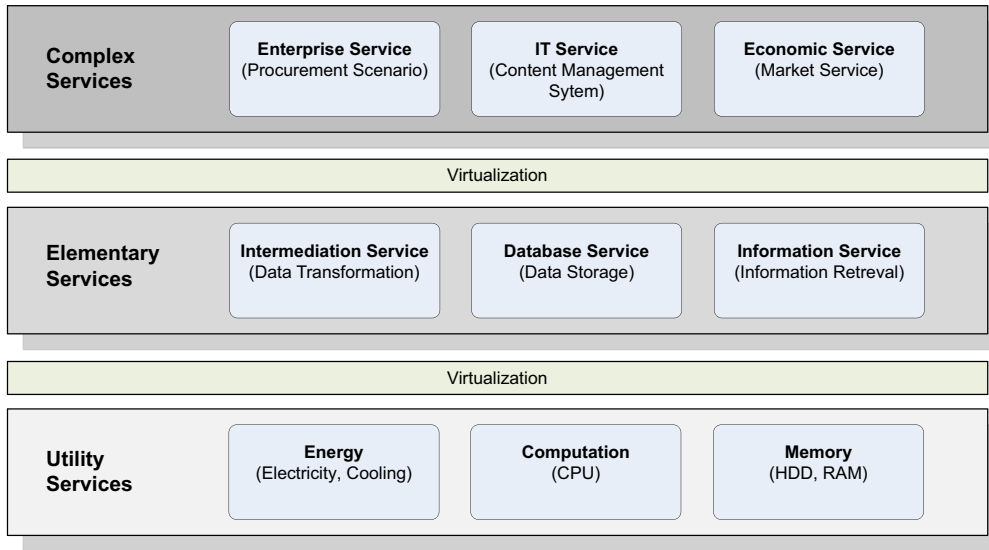 Complex
Services
Enterprise Service
(Procurement Scenario)
IT Service
(Content Management
Sytem)
Economic Service
(Market Service)
Virtualization
Elementary
Services
Intermediation Service
(Data Transformation)
Database Service
(Data Storage)
Information Service
(Information Retreval)
Virtualization
Utility
Services
Energy
(Electricity, Cooling)
Computation
(CPU)
Memory
(HDD, RAM)